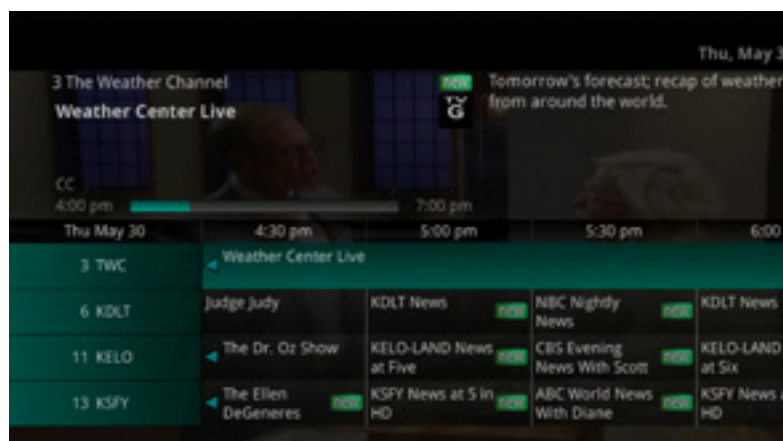 Thu, May 3
3 The Weather Channel new Tomorrow's forecast; recap of weather
Weather Center Live TV G from around the world.
CC
4:00 pm 7:00 pm
Thu May 30 4:30 pm 5:00 pm 5:30 pm 6:00
3 TWC Weather Center Live
6 KDLT Judge Judy KDLT News new NBC Nightly News new KDLT News
11 KELO The Dr. Oz Show KELO-LAND News at Five new CBS Evening News With Scott new KELO-LAND at Six
13 KSFY The Ellen DeGeneres new KSFY News at 5 in HD new ABC World News With Diane new KSFY News HD